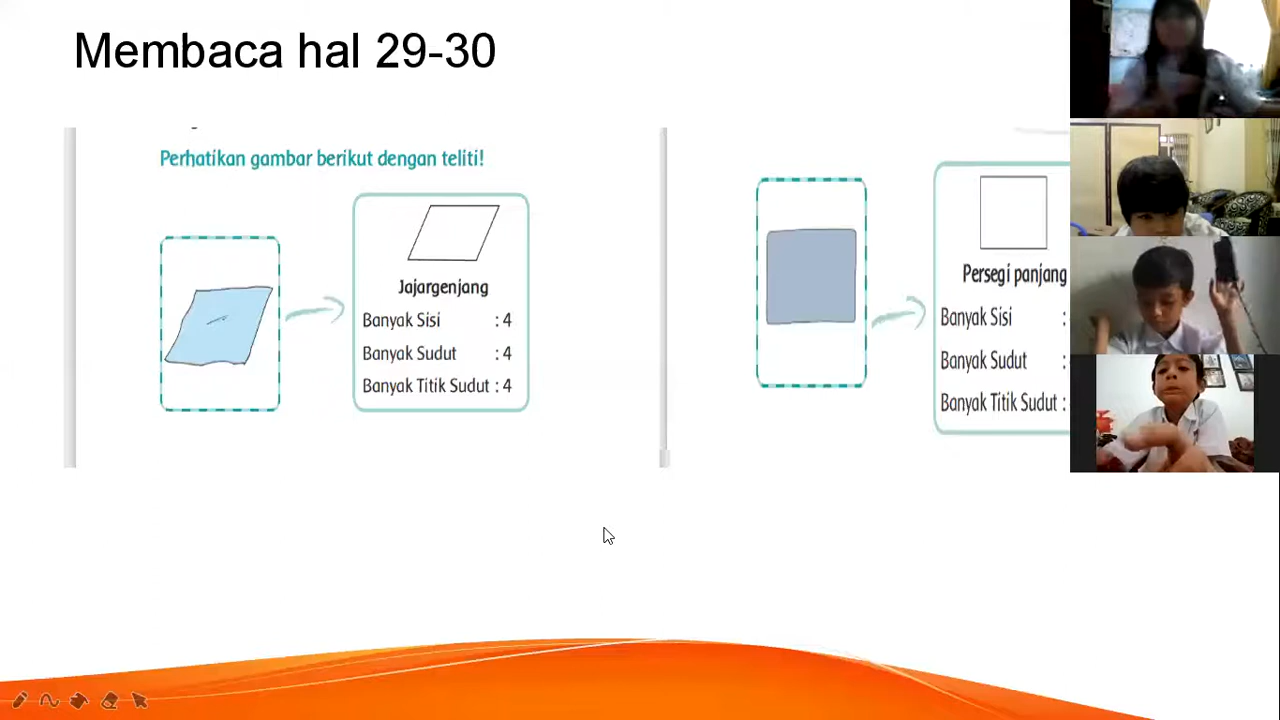 Membaca hal 29-30
Perhatikan gambar berikut dengan teliti!
Jajargenjang
Banyak Sisi : 4
Banyak Sudut : 4
Banyak Titik Sudut : 4
Persegi panjang
Banyak Sisi :
Banyak Sudut :
Banyak Titik Sudut :